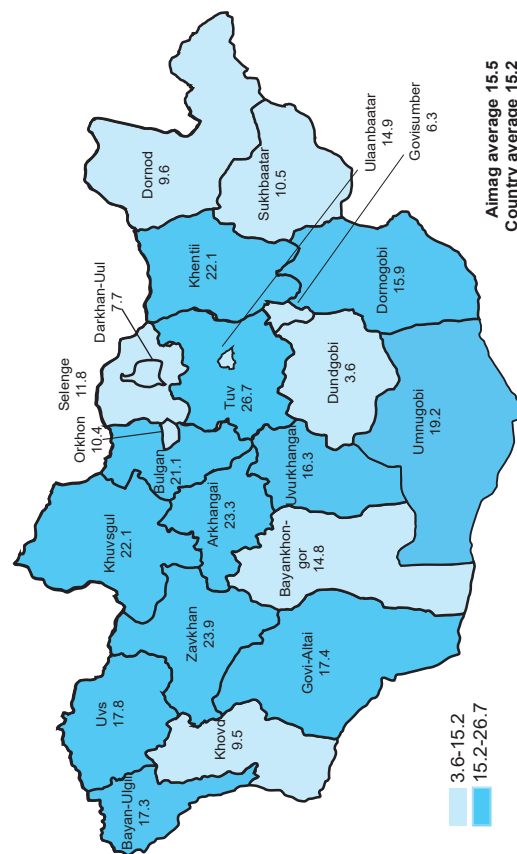 Bayan-Ulgii
17.3
Uvs
17.8
Khovd
9.5
Zavkhan
23.9
Govi-Altai
17.4
Khuvsgul
22.1
Arkhangai
23.3
Bayankhon-
gor
14.8
Orkhon
10.4
Bulgan
21.1
Uvurkhangai
16.3
Selenge
11.8
Darkhan-Uul
7.7
Tuv
26.7
Dundgobi
3.6
Umnugobi
19.2
Khentii
22.1
Dornogobi
15.9
Dornod
9.6
Sukhbaatar
10.5
Ulaanbaatar
14.9
Govisumber
6.3
3.6-15.2
15.2-26.7
Aimag average 15.5
Country average 15.2